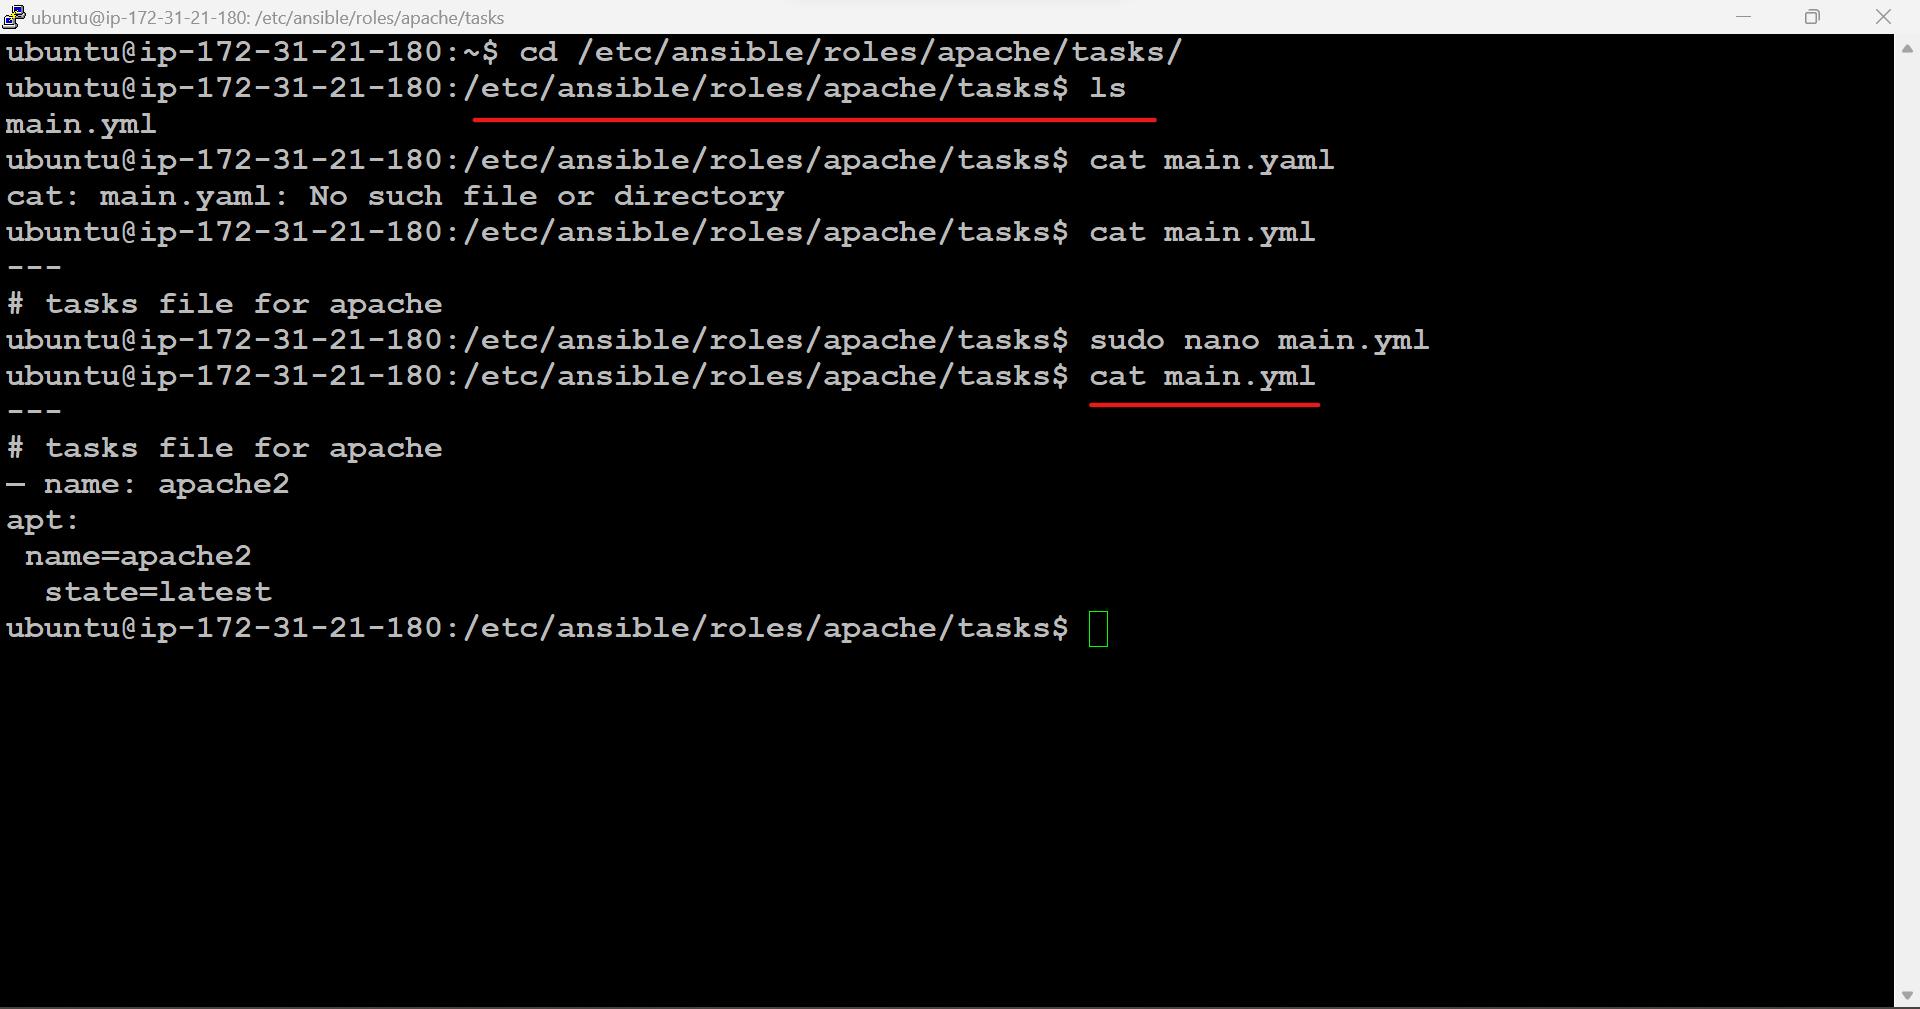 ubuntu@ip-172-31-21-180: /etc/ansible/roles/apache/tasks
ubuntu@ip-172-31-21-180:~$ cd /etc/ansible/roles/apache/tasks/
ubuntu@ip-172-31-21-180:/etc/ansible/roles/apache/tasks$ ls
main.yml
ubuntu@ip-172-31-21-180:/etc/ansible/roles/apache/tasks$ cat main.yaml
cat: main.yaml: No such file or directory
ubuntu@ip-172-31-21-180:/etc/ansible/roles/apache/tasks$ cat main.yml
---
# tasks file for apache
ubuntu@ip-172-31-21-180:/etc/ansible/roles/apache/tasks$ sudo nano main.yml
ubuntu@ip-172-31-21-180:/etc/ansible/roles/apache/tasks$ cat main.yml
---
# tasks file for apache
– name: apache2
apt:
 name=apache2
  state=latest
ubuntu@ip-172-31-21-180:/etc/ansible/roles/apache/tasks$